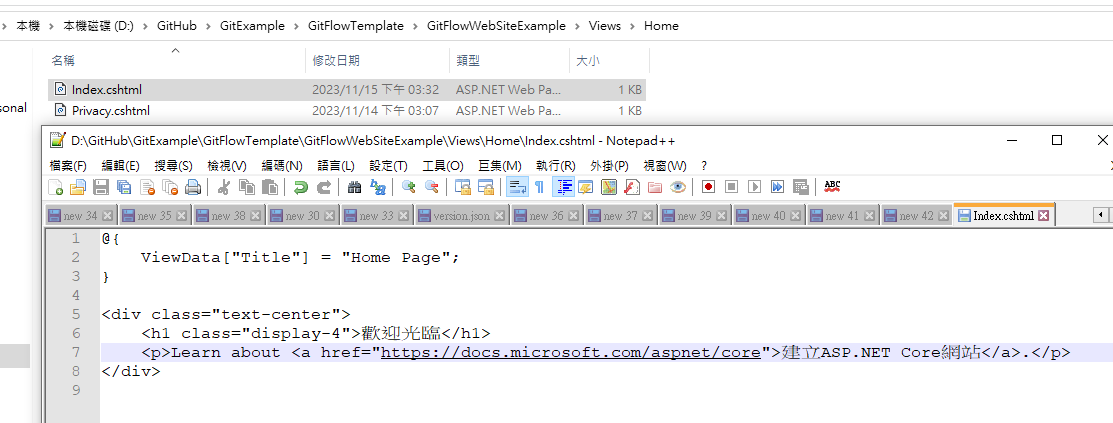 本機 > 本機磁碟 (D:) > GitHub > GitExample > GitFlowTemplate > GitFlowWebSiteExample > Views > Home
名稱 修改日期 類型 大小
Index.cshtml 2023/11/15 下午 03:32 ASP.NET Web Pa... 1 KB
sonal
Privacy.cshtml 2023/11/14 下午 03:07 ASP.NET Web Pa... 1 KB
D:\GitHub\GitExample\GitFlowTemplate\GitFlowWebSiteExample\Views\Home\Index.cshtml - Notepad++
檔案(F) 編輯(E) 搜尋(S) 檢視(V) 編碼(N) 語言(L) 設定(T) 工具(O) 巨集(M) 執行(R) 外掛(P) 視窗(W) ?
ABC
new 34 new 35 new 38 new 30 new 33 version.json new 36 new 37 new 39 new 40 new 41 new 42 Index.cshtml
1 @{
2 ViewData["Title"] = "Home Page";
3 }
4
5 <div class="text-center">
6 <h1 class="display-4">歡迎光臨</h1>
7 <p>Learn about <a href="https://docs.microsoft.com/aspnet/core">建立ASP.NET Core網站</a>.</p>
8 </div>
9